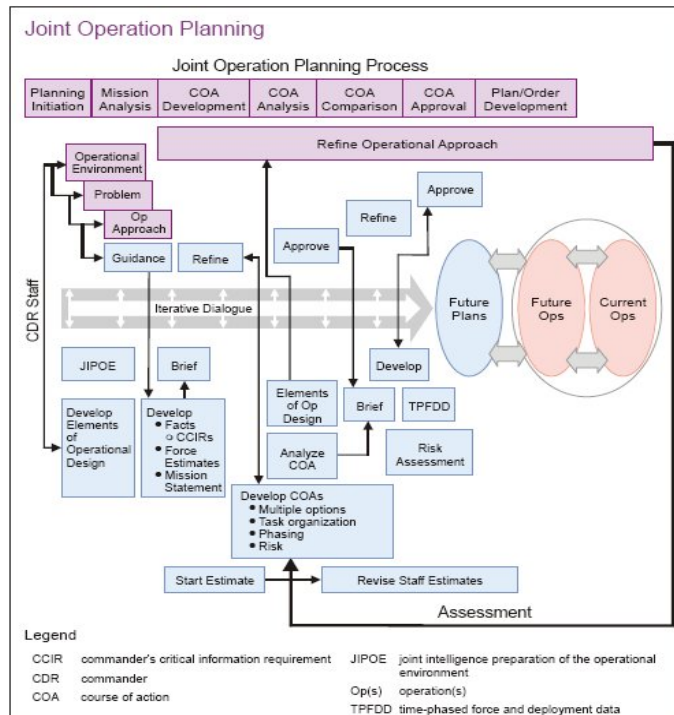 Joint Operation Planning
Joint Operation Planning Process
Planning
Initiation
Mission
Analysis
COA
Development
COA
Analysis
COA
Comparison
COA
Approval
Plan/Order
Development
Refine Operational Approach
Operational
Environment
Problem
Op
Approach
Guidance
Refine
Approve
Refine
Approve
CDR Staff
Iterative Dialogue
Future
Plans
Future
Ops
Current
Ops
JIPOE
Brief
Develop
Develop
Elements of
Operational
Design
Develop
• Facts
o CCIRs
• Force
Estimates
• Mission
Statement
Elements
of Op
Design
Brief
TPFDD
Analyze
COA
Risk
Assessment
Develop COAs
• Multiple options
• Task organization
• Phasing
• Risk
Start Estimate
Revise Staff Estimates
Assessment
Legend
CCIR commander's critical information requirement
CDR commander
COA course of action
JIPOE joint intelligence preparation of the operational
environment
Op(s) operation(s)
TPFDD time-phased force and deployment data